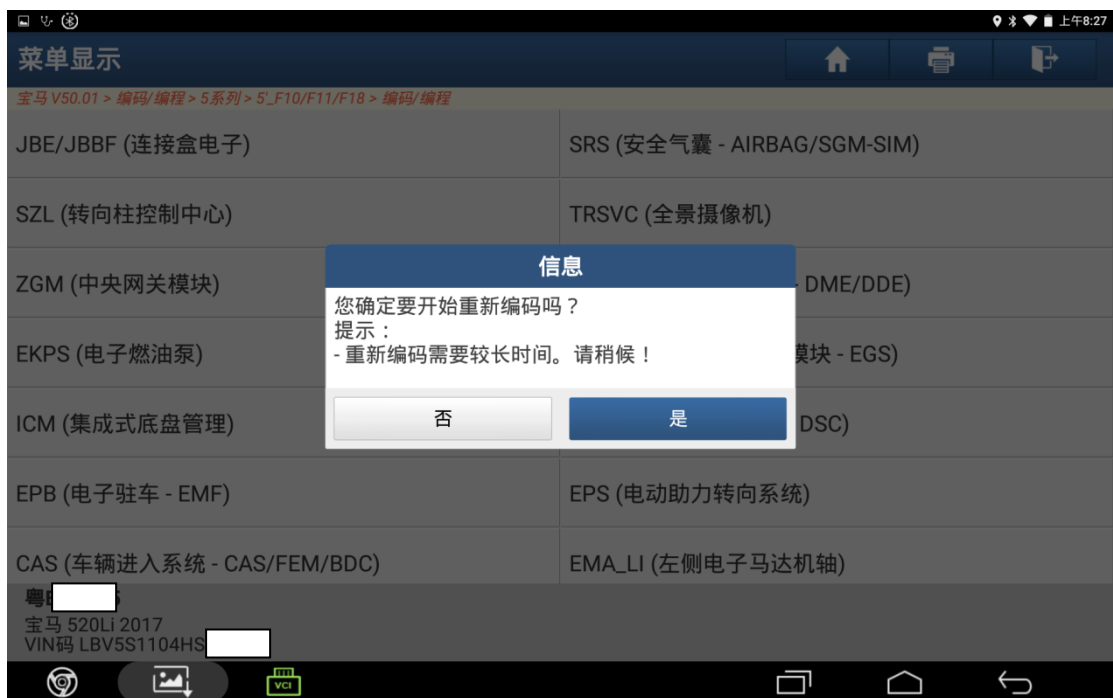 上午8:27
菜单显示
宝马 V50.01 > 编码/编程 > 5系列 > 5'_F10/F11/F18 > 编码/编程
JBE/JBBF (连接盒电子)
SRS (安全气囊 - AIRBAG/SGM-SIM)
SZL (转向柱控制中心)
TRSVC (全景摄像机)
ZGM (中央网关模块)
- DME/DDE)
EKPS (电子燃油泵)
模块 - EGS)
ICM (集成式底盘管理)
DSC)
信息
您确定要开始重新编码吗？
提示：
- 重新编码需要较长时间。请稍候！
否
是
EPB (电子驻车 - EMF)
EPS (电动助力转向系统)
CAS (车辆进入系统 - CAS/FEM/BDC)
EMA_LI (左侧电子马达机轴)
粤
宝马 520Li 2017
VIN码 LBV5S1104HS
VCI